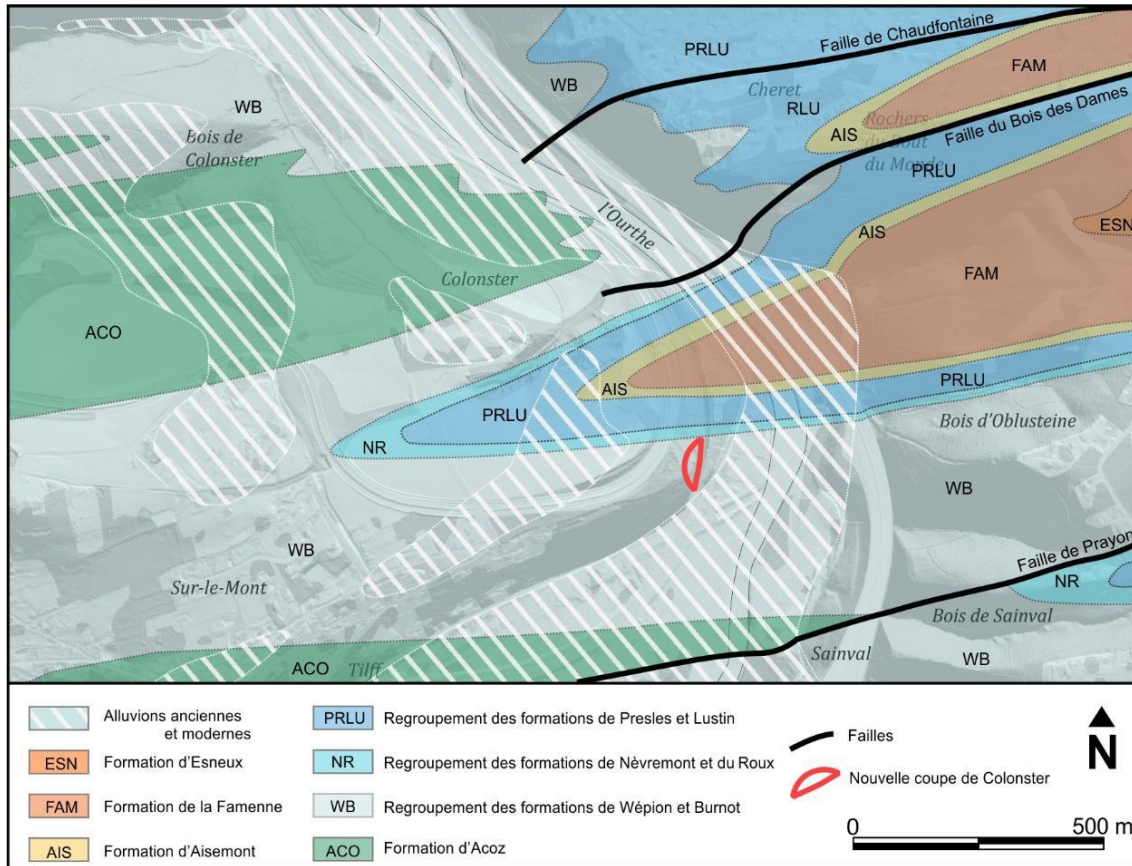 Faille de Chaudfontaine
PRLU
FAM
WB
Cheret
RLU
WB
Bois de
Colonster
AIS
Rochers
du Bout
du Monde
Faille du Bois des Dames
PRLU
l'Ourthe
AIS
ESN
Colonster
FAM
ACO
AIS
PRLU
PRLU
NR
Bois d'Oblusteine
WB
WB
Sur-le-Mont
Faille de Prayon
NR
Bois de Sainval
ACO
Tilff
Sainval
WB
Alluvions anciennes
et modernes
ESN Formation d'Esneux
FAM Formation de la Famenne
AIS Formation d'Aisemont
PRLU Regroupement des formations de Presles et Lustin
NR Regroupement des formations de Nèvremont et du Roux
WB Regroupement des formations de Wépion et Burnot
ACO Formation d'Acoz
Failles
Nouvelle coupe de Colonster
N
0 500 m